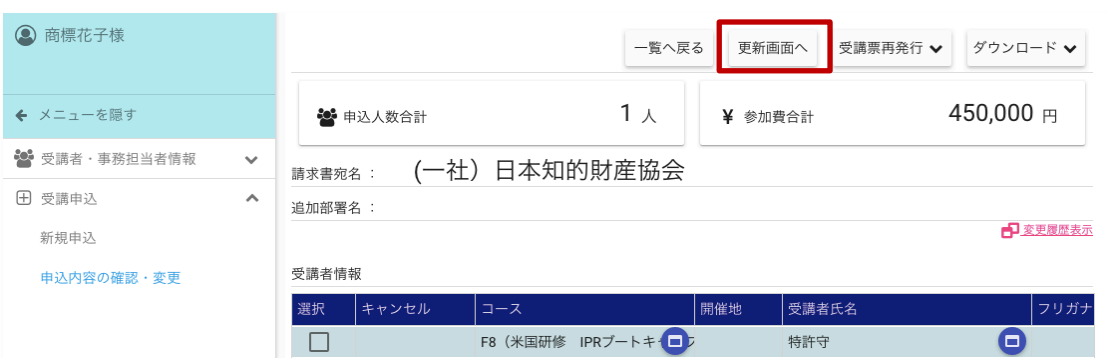 商標花子様
一覧へ戻る 更新画面へ 受講票再発行 ダウンロード
メニューを隠す
申込人数合計 1 人 ¥ 参加費合計 450,000 円
受講者・事務担当者情報
請求書宛名 : (一社）日本知的財産協会
受講申込
追加部署名 :
新規申込
変更履歴表示
申込内容の確認・変更
受講者情報
選択 キャンセル コース 開催地 受講者氏名 フリガナ
F8（米国研修 IPRブートキャ 特許守